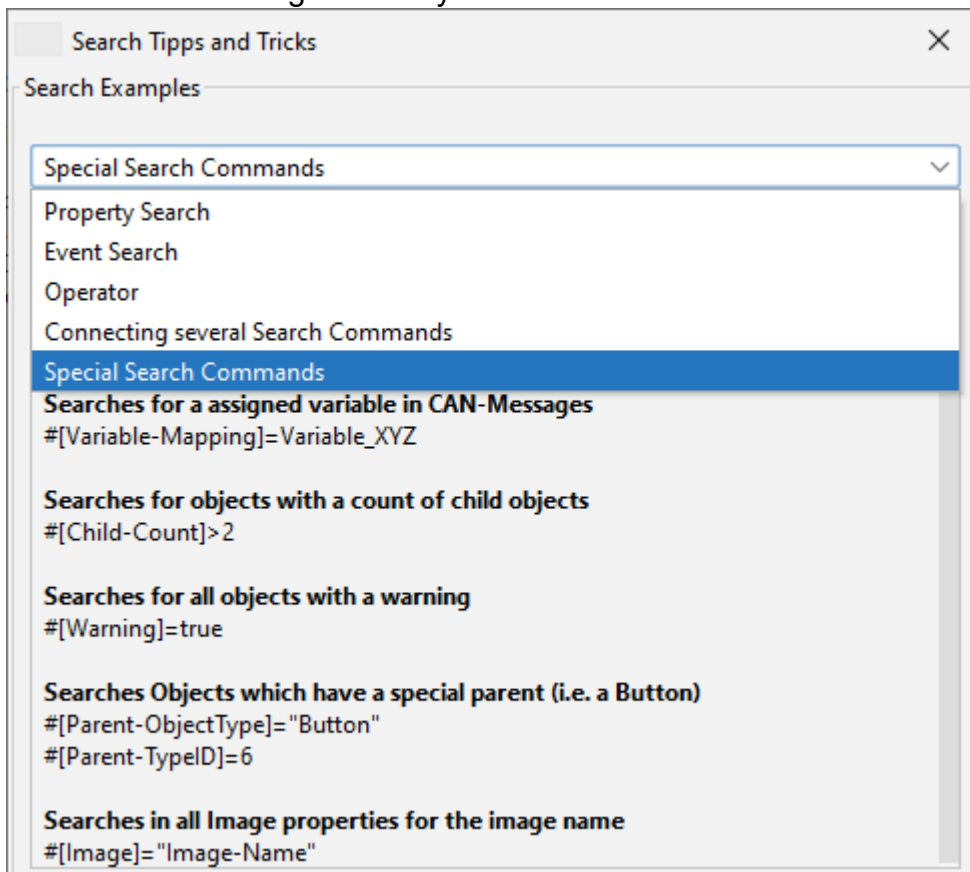 Search Tipps and Tricks
Search Examples
Special Search Commands
Property Search
Event Search
Operator
Connecting several Search Commands
Special Search Commands
Searches for a assigned variable in CAN-Messages
#[Variable-Mapping]=Variable_XYZ
Searches for objects with a count of child objects
#[Child-Count]>2
Searches for all objects with a warning
#[Warning]=true
Searches Objects which have a special parent (i.e. a Button)
#[Parent-ObjectType]="Button"
#[Parent-TypeID]=6
Searches in all Image properties for the image name
#[Image]="Image-Name"